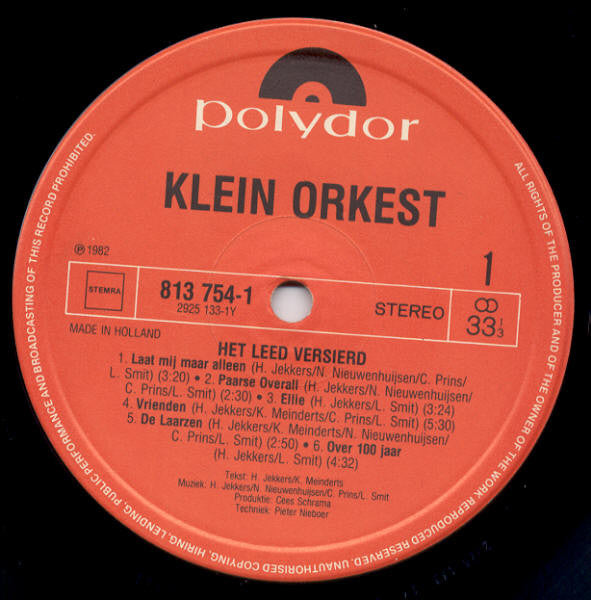 polydor
KLEIN ORKEST
℗ 1982
1
STEMRA
813 754-1
2925 133-1Y
STEREO
33 1/3
MADE IN HOLLAND
HET LEED VERSIERD
1. Laat mij maar alleen (H. Jekkers/N. Nieuwenhuijsen/C. Prins/
L. Smit) (3:20) • 2. Paarse Overall (H. Jekkers/N. Nieuwenhuijsen/
C. Prins/L. Smit) (2:30) • 3. Ellie (H. Jekkers/L. Smit) (3:24)
4. Vrienden (H. Jekkers/K. Meinderts/C. Prins/L. Smit) (5:30)
5. De Laarzen (H. Jekkers/K. Meinderts/N. Nieuwenhuijsen/
C. Prins/L. Smit) (2:50) • 6. Over 100 jaar
(H. Jekkers/L. Smit) (4:32)
Tekst: H. Jekkers/K. Meinderts
Muziek: H. Jekkers/N. Nieuwenhuijsen/C. Prins/L. Smit
Produktie: Cees Schrama
Techniek: Pieter Nieboer
ALL RIGHTS OF THE PRODUCER AND OF THE OWNER OF THE WORK REPRODUCED RESERVED. UNAUTHORISED COPYING, HIRING, LENDING, PUBLIC PERFORMANCE AND BROADCASTING OF THIS RECORD PROHIBITED.